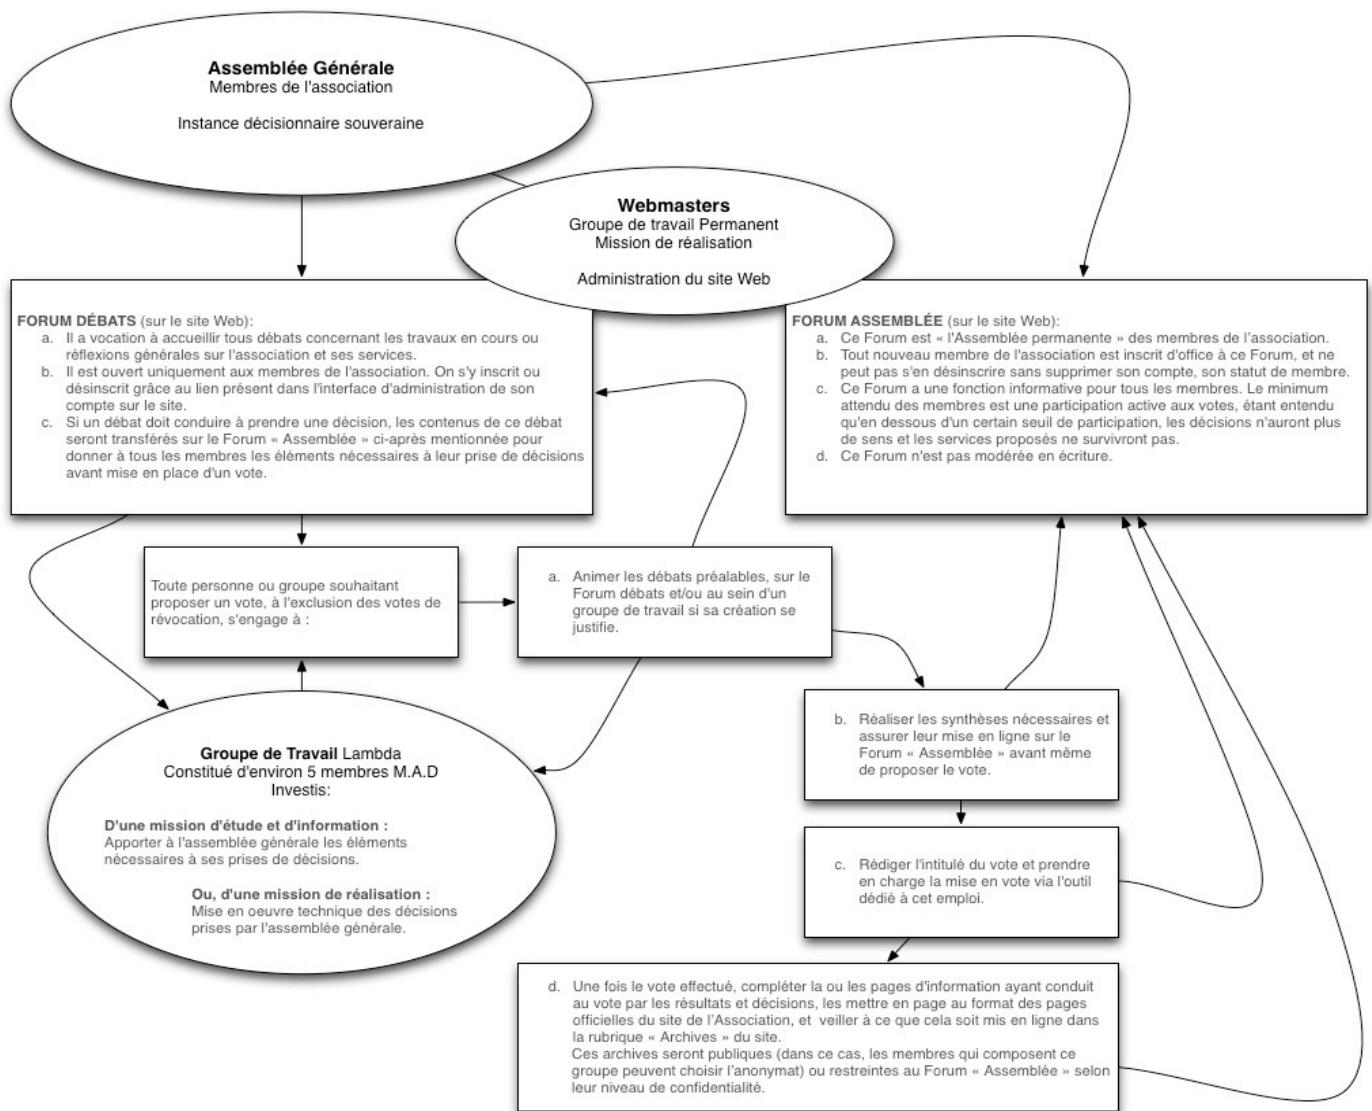 Assemblée Générale
Membres de l'association
Instance décisionnaire souveraine
Webmasters
Groupe de travail Permanent
Mission de réalisation
Administration du site Web
FORUM DÉBATS (sur le site Web):
a. Il a vocation à accueillir tous débats concernant les travaux en cours ou
réflexions générales sur l'association et ses services.
b. Il est ouvert uniquement aux membres de l'association. On s'y inscrit ou
désinscrit grâce au lien présent dans l'interface d'administration de son
compte sur le site.
c. Si un débat doit conduire à prendre une décision, les contenus de ce débat
seront transférés sur le Forum « Assemblée » ci-après mentionnée pour
donner à tous les membres les éléments nécessaires à leur prise de décisions
avant mise en place d'un vote.
FORUM ASSEMBLÉE (sur le site Web):
a. Ce Forum est « l'Assemblée permanente » des membres de l'association.
b. Tout nouveau membre de l'association est inscrit d'office à ce Forum, et ne
peut pas s'en désinscrire sans supprimer son compte, son statut de membre.
c. Ce Forum a une fonction informative pour tous les membres. Le minimum
attendu des membres est une participation active aux votes, étant entendu
qu'en dessous d'un certain seuil de participation, les décisions n'auront plus
de sens et les services proposés ne survivront pas.
d. Ce Forum n'est pas modérée en écriture.
Toute personne ou groupe souhaitant
proposer un vote, à l'exclusion des votes de
révocation, s'engage à :
a. Animer les débats préalables, sur le
Forum débats et/ou au sein d'un
groupe de travail si sa création se
justifie.
b. Réaliser les synthèses nécessaires et
assurer leur mise en ligne sur le
Forum « Assemblée » avant même
de proposer le vote.
Groupe de Travail Lambda
Constitué d'environ 5 membres M.A.D
Investis:
D'une mission d'étude et d'information :
Apporter à l'assemblée générale les éléments
nécessaires à ses prises de décisions.
Ou, d'une mission de réalisation :
Mise en oeuvre technique des décisions
prises par l'assemblée générale.
c. Rédiger l'intitulé du vote et prendre
en charge la mise en vote via l'outil
dédié à cet emploi.
d. Une fois le vote effectué, compléter la ou les pages d'information ayant conduit
au vote par les résultats et décisions, les mettre en page au format des pages
officielles du site de l'Association, et veiller à ce que cela soit mis en ligne dans
la rubrique « Archives » du site.
Ces archives seront publiques (dans ce cas, les membres qui composent ce
groupe peuvent choisir l'anonymat) ou restreintes au Forum « Assemblée » selon
leur niveau de confidentialité.